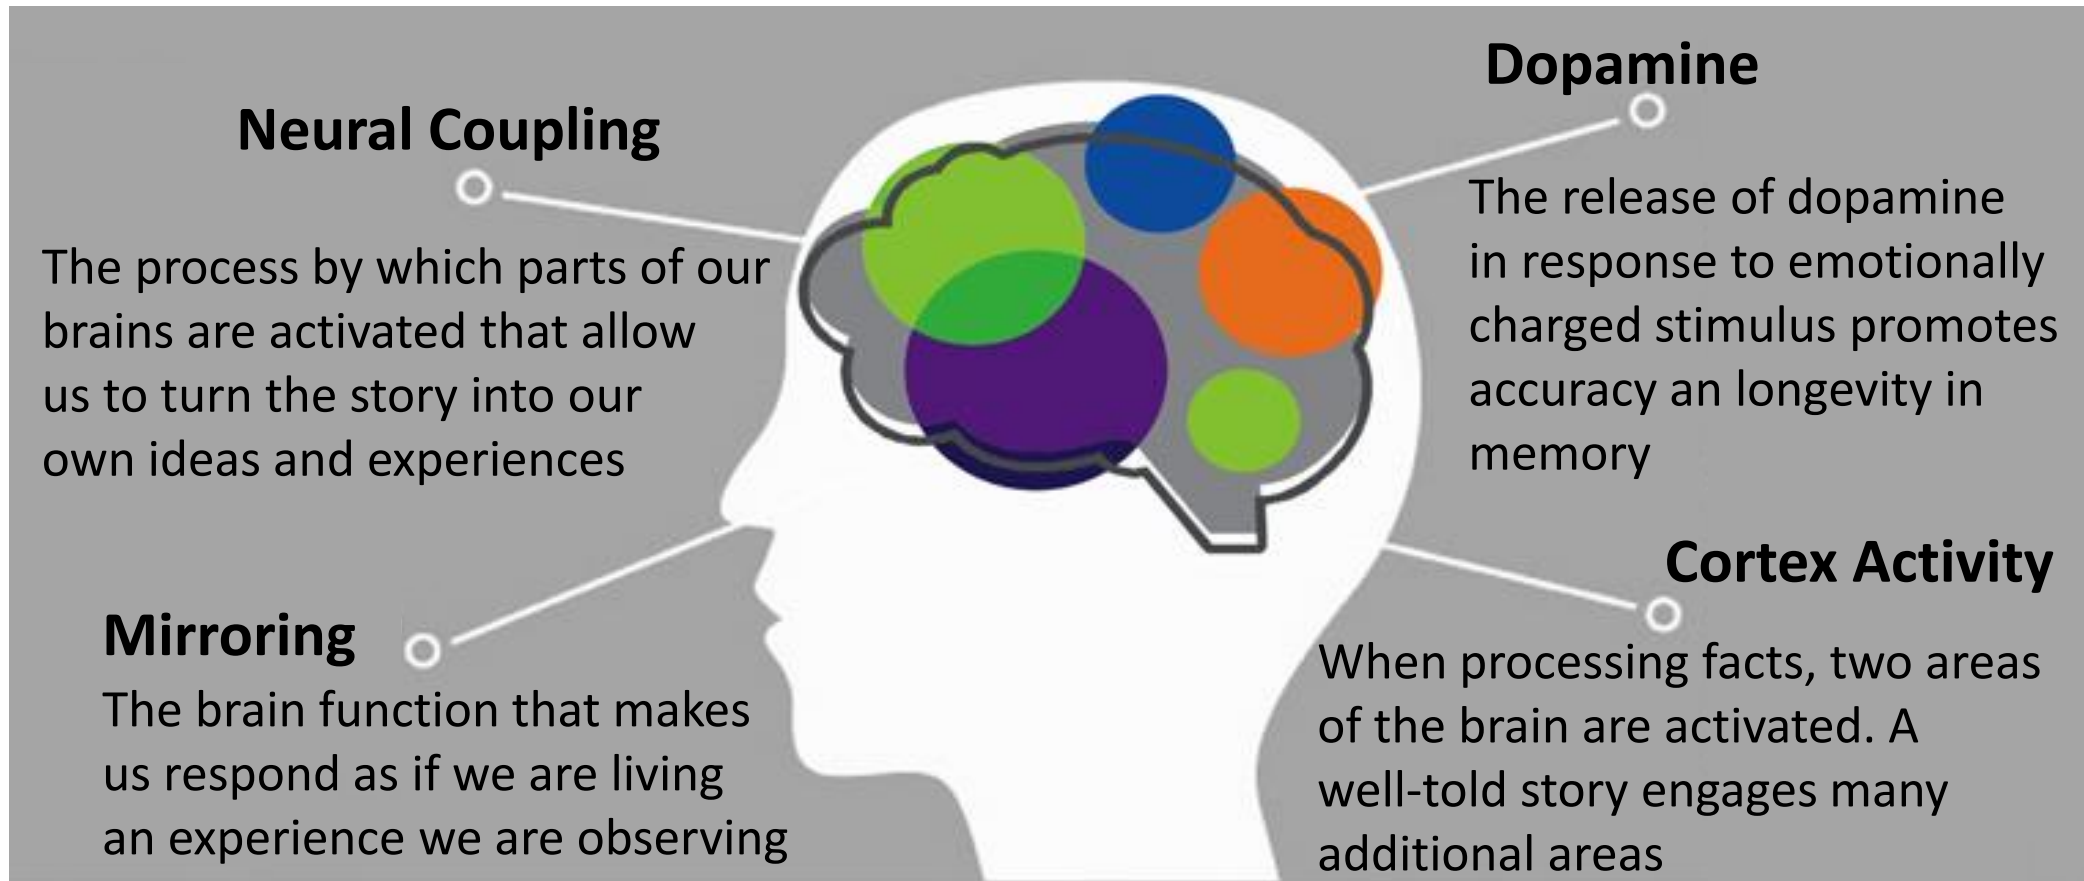 Neural Coupling
The process by which parts of our
brains are activated that allow
us to turn the story into our
own ideas and experiences
Mirroring
The brain function that makes
us respond as if we are living
an experience we are observing
Dopamine
The release of dopamine
in response to emotionally
charged stimulus promotes
accuracy an longevity in
memory
Cortex Activity
When processing facts, two areas
of the brain are activated. A
well-told story engages many
additional areas